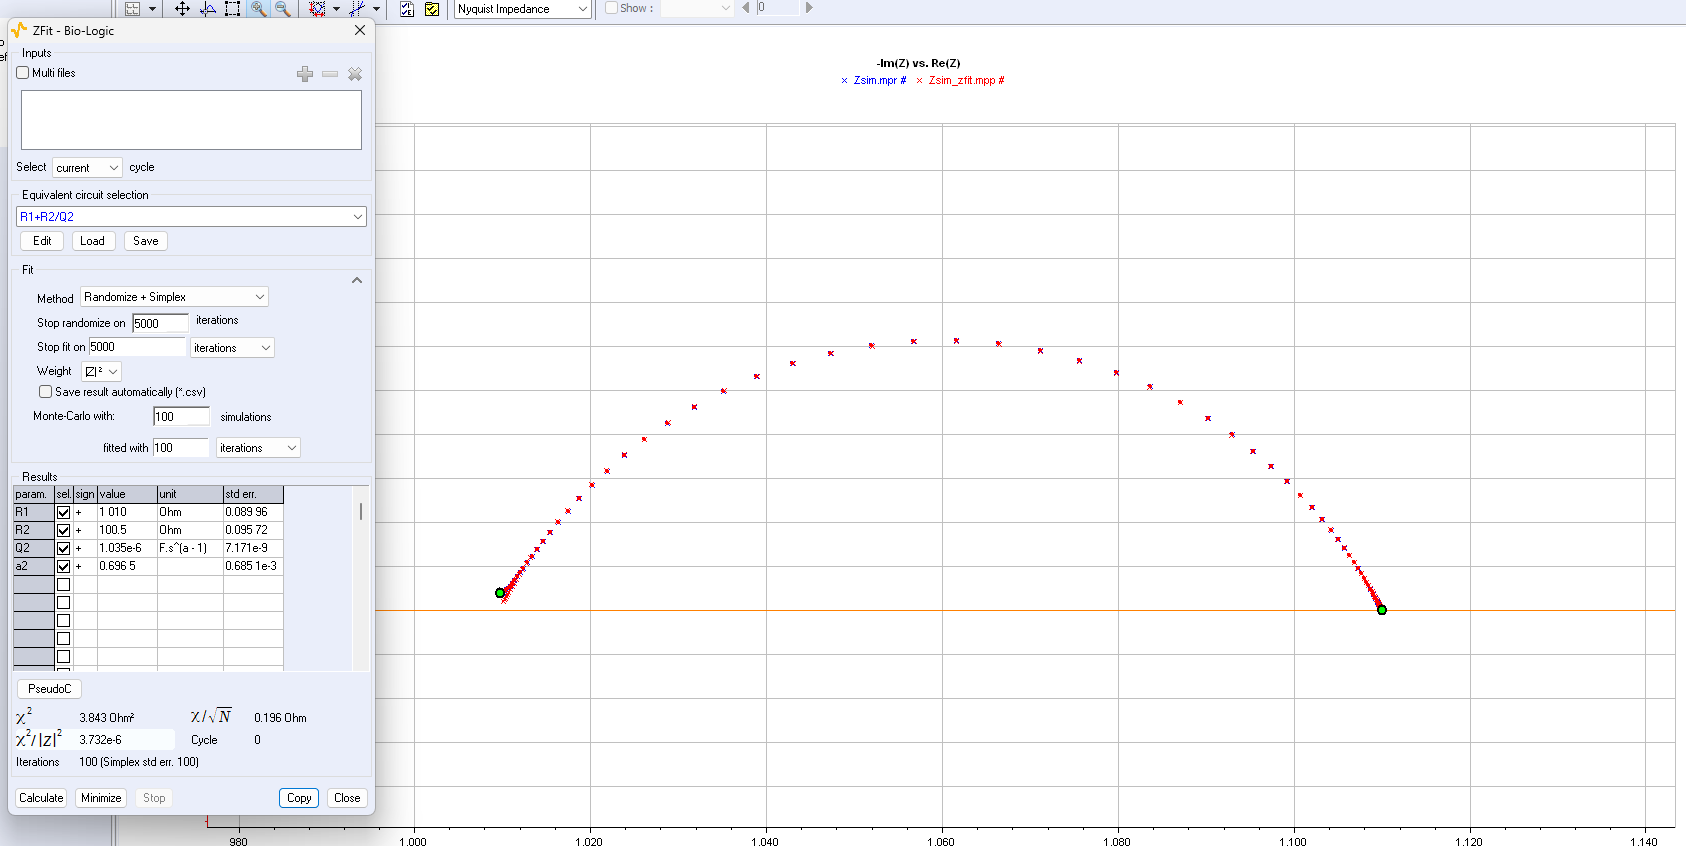 Nyquist Impedance
Show :
0
ZFit - Bio-Logic
Inputs
Multi files
Select current cycle
Equivalent circuit selection
R1+R2/Q2
Edit Load Save
Fit
Method Randomize + Simplex
Stop randomize on 5000 iterations
Stop fit on 5000 iterations
Weight |Z|²
Save result automatically (*.csv)
Monte-Carlo with: 100 simulations
fitted with 100 iterations
Results
param. sel. sign value unit std err.
R1 + 1 010 Ohm 0.089 96
R2 + 100.5 Ohm 0.095 72
Q2 + 1.035e-6 F.s^(a - 1) 7.171e-9
a2 + 0.696 5 0.685 1e-3
PseudoC
χ² 3.843 Ohm² χ/√N 0.196 Ohm
χ²/|Z|² 3.732e-6 Cycle 0
Iterations 100 (Simplex std err. 100)
Calculate Minimize Stop Copy Close
-Im(Z) vs. Re(Z)
Zsim.mpr # Zsim_zfit.mpp #
980 1.000 1.020 1.040 1.060 1.080 1.100 1.120 1.140